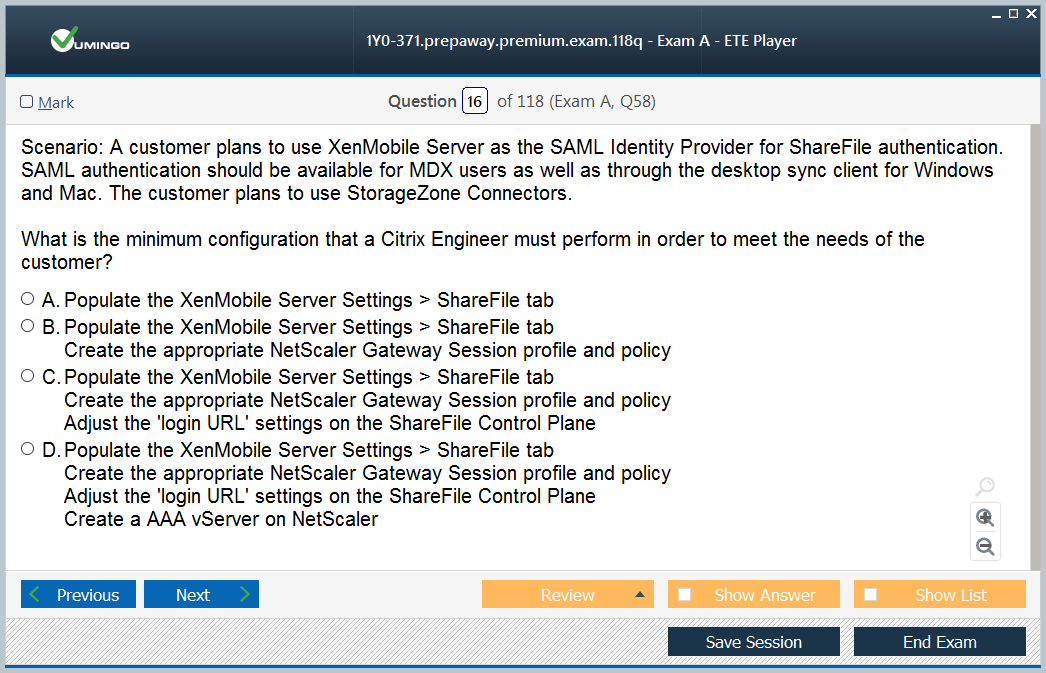 VUMINGO
1Y0-371.prepaway.premium.exam.118q - Exam A - ETE Player
Mark
Question 16 of 118 (Exam A, Q58)
Scenario: A customer plans to use XenMobile Server as the SAML Identity Provider for ShareFile authentication.
SAML authentication should be available for MDX users as well as through the desktop sync client for Windows
and Mac. The customer plans to use StorageZone Connectors.
What is the minimum configuration that a Citrix Engineer must perform in order to meet the needs of the
customer?
A. Populate the XenMobile Server Settings > ShareFile tab
B. Populate the XenMobile Server Settings > ShareFile tab
Create the appropriate NetScaler Gateway Session profile and policy
C. Populate the XenMobile Server Settings > ShareFile tab
Create the appropriate NetScaler Gateway Session profile and policy
Adjust the 'login URL' settings on the ShareFile Control Plane
D. Populate the XenMobile Server Settings > ShareFile tab
Create the appropriate NetScaler Gateway Session profile and policy
Adjust the 'login URL' settings on the ShareFile Control Plane
Create a AAA vServer on NetScaler
Previous
Next
Review
Show Answer
Show List
Save Session
End Exam